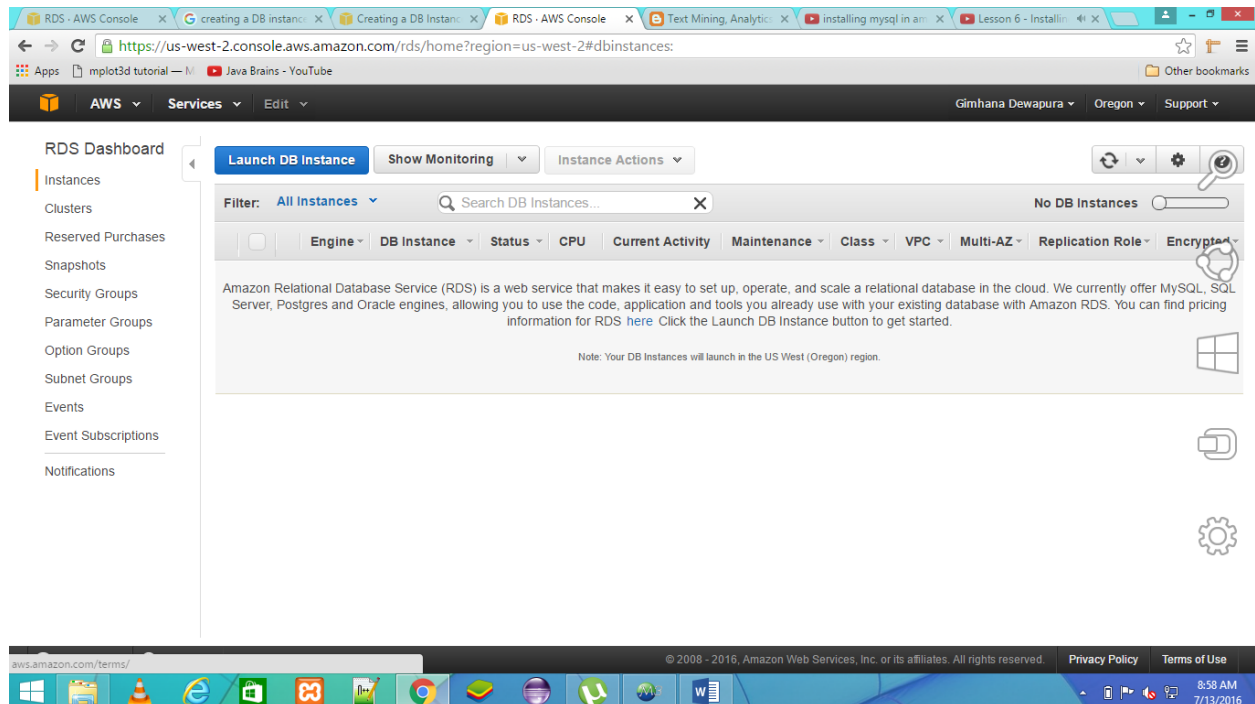 RDS - AWS Console
creating a DB instance
Creating a DB Instanc
RDS - AWS Console
Text Mining, Analytics
installing mysql in am
Lesson 6 - Installin
https://us-west-2.console.aws.amazon.com/rds/home?region=us-west-2#dbinstances:
Apps mplot3d tutorial — M Java Brains - YouTube Other bookmarks
AWS Services Edit Gimhana Dewapura Oregon Support
RDS Dashboard
Instances
Clusters
Reserved Purchases
Snapshots
Security Groups
Parameter Groups
Option Groups
Subnet Groups
Events
Event Subscriptions
Notifications
Launch DB Instance Show Monitoring Instance Actions
Filter: All Instances Search DB Instances... No DB Instances
Engine DB Instance Status CPU Current Activity Maintenance Class VPC Multi-AZ Replication Role Encrypted
Amazon Relational Database Service (RDS) is a web service that makes it easy to set up, operate, and scale a relational database in the cloud. We currently offer MySQL, SQL
Server, Postgres and Oracle engines, allowing you to use the code, application and tools you already use with your existing database with Amazon RDS. You can find pricing
information for RDS here Click the Launch DB Instance button to get started.
Note: Your DB Instances will launch in the US West (Oregon) region.
aws.amazon.com/terms/
© 2008 - 2016, Amazon Web Services, Inc. or its affiliates. All rights reserved. Privacy Policy Terms of Use
8:58 AM
7/13/2016